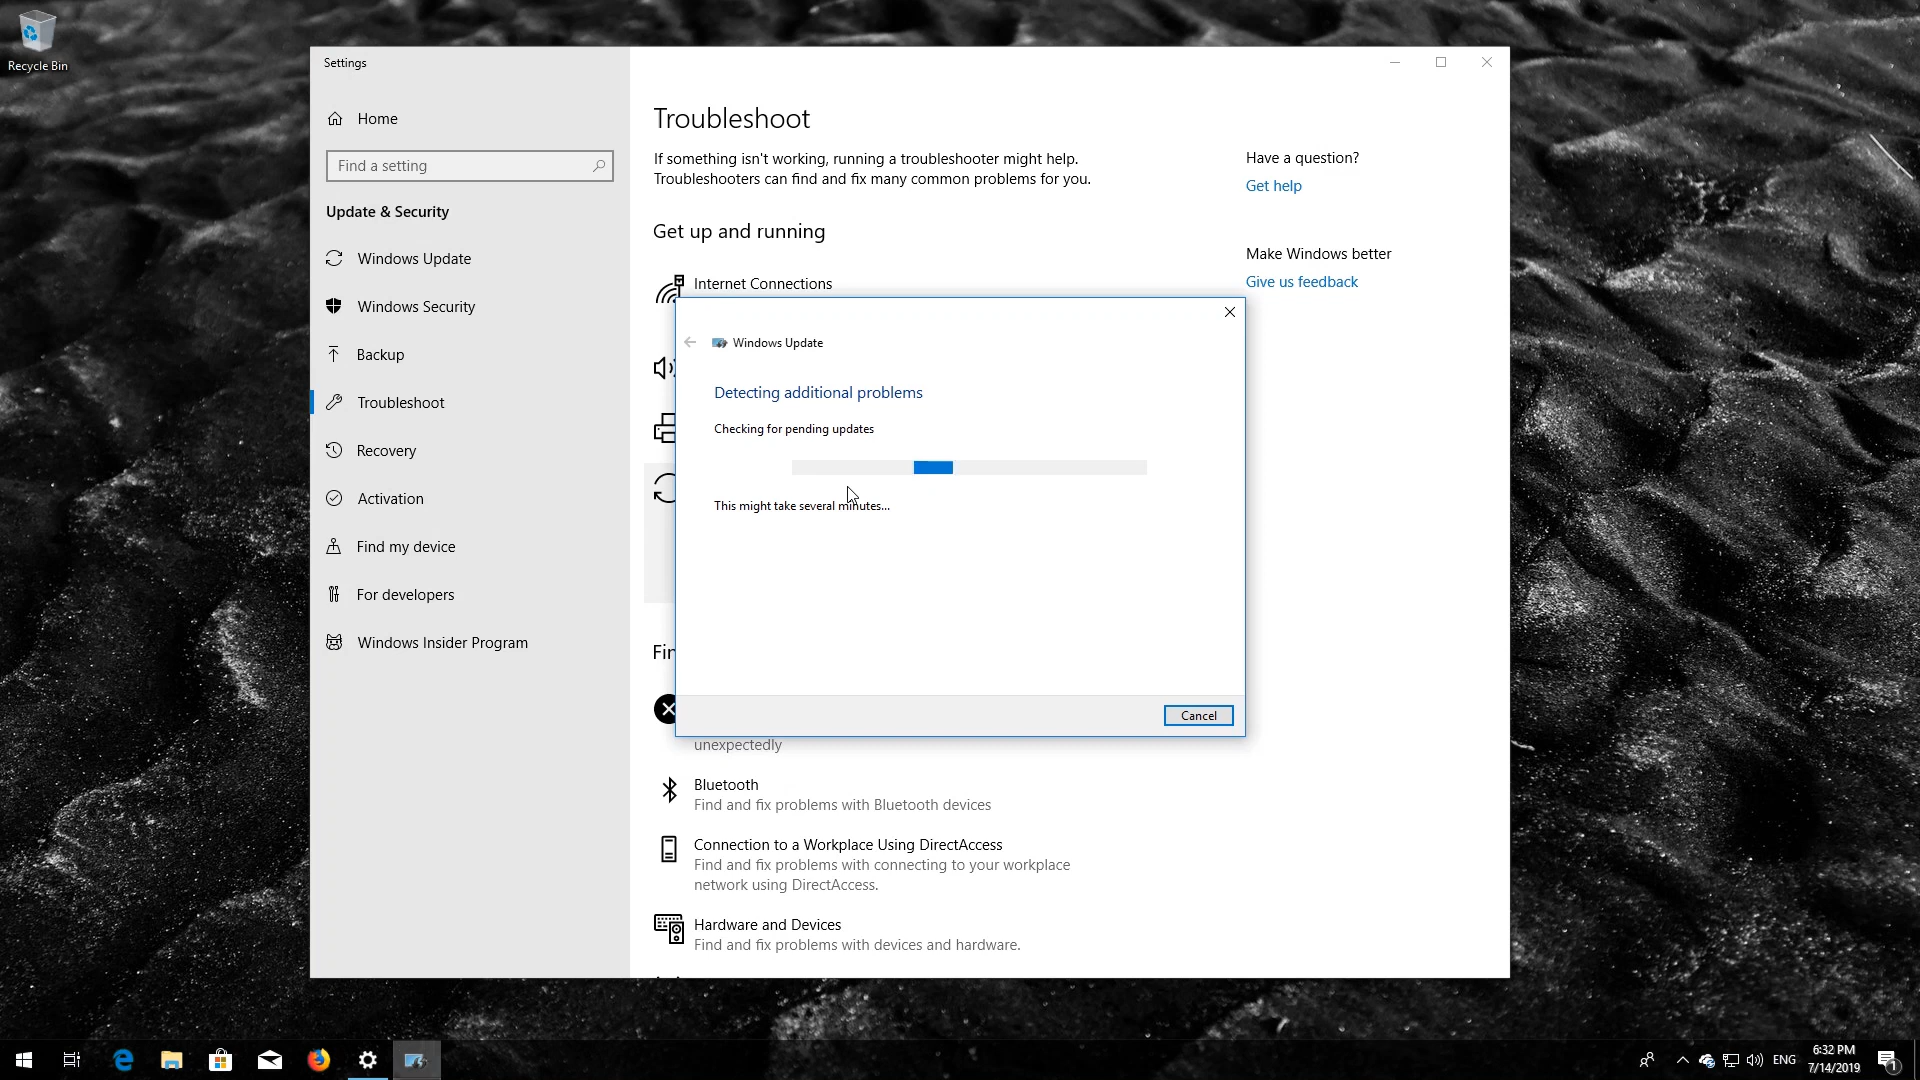 Recycle Bin
Settings
Home
Find a setting
Update & Security
Windows Update
Windows Security
Backup
Troubleshoot
Recovery
Activation
Find my device
For developers
Windows Insider Program
Troubleshoot
If something isn't working, running a troubleshooter might help.
Troubleshooters can find and fix many common problems for you.
Get up and running
Internet Connections
Windows Update
Detecting additional problems
Checking for pending updates
This might take several minutes...
Cancel
unexpectedly
Bluetooth
Find and fix problems with Bluetooth devices
Connection to a Workplace Using DirectAccess
Find and fix problems with connecting to your workplace
network using DirectAccess.
Hardware and Devices
Find and fix problems with devices and hardware.
Have a question?
Get help
Make Windows better
Give us feedback
ENG
6:32 PM
7/14/2019
1